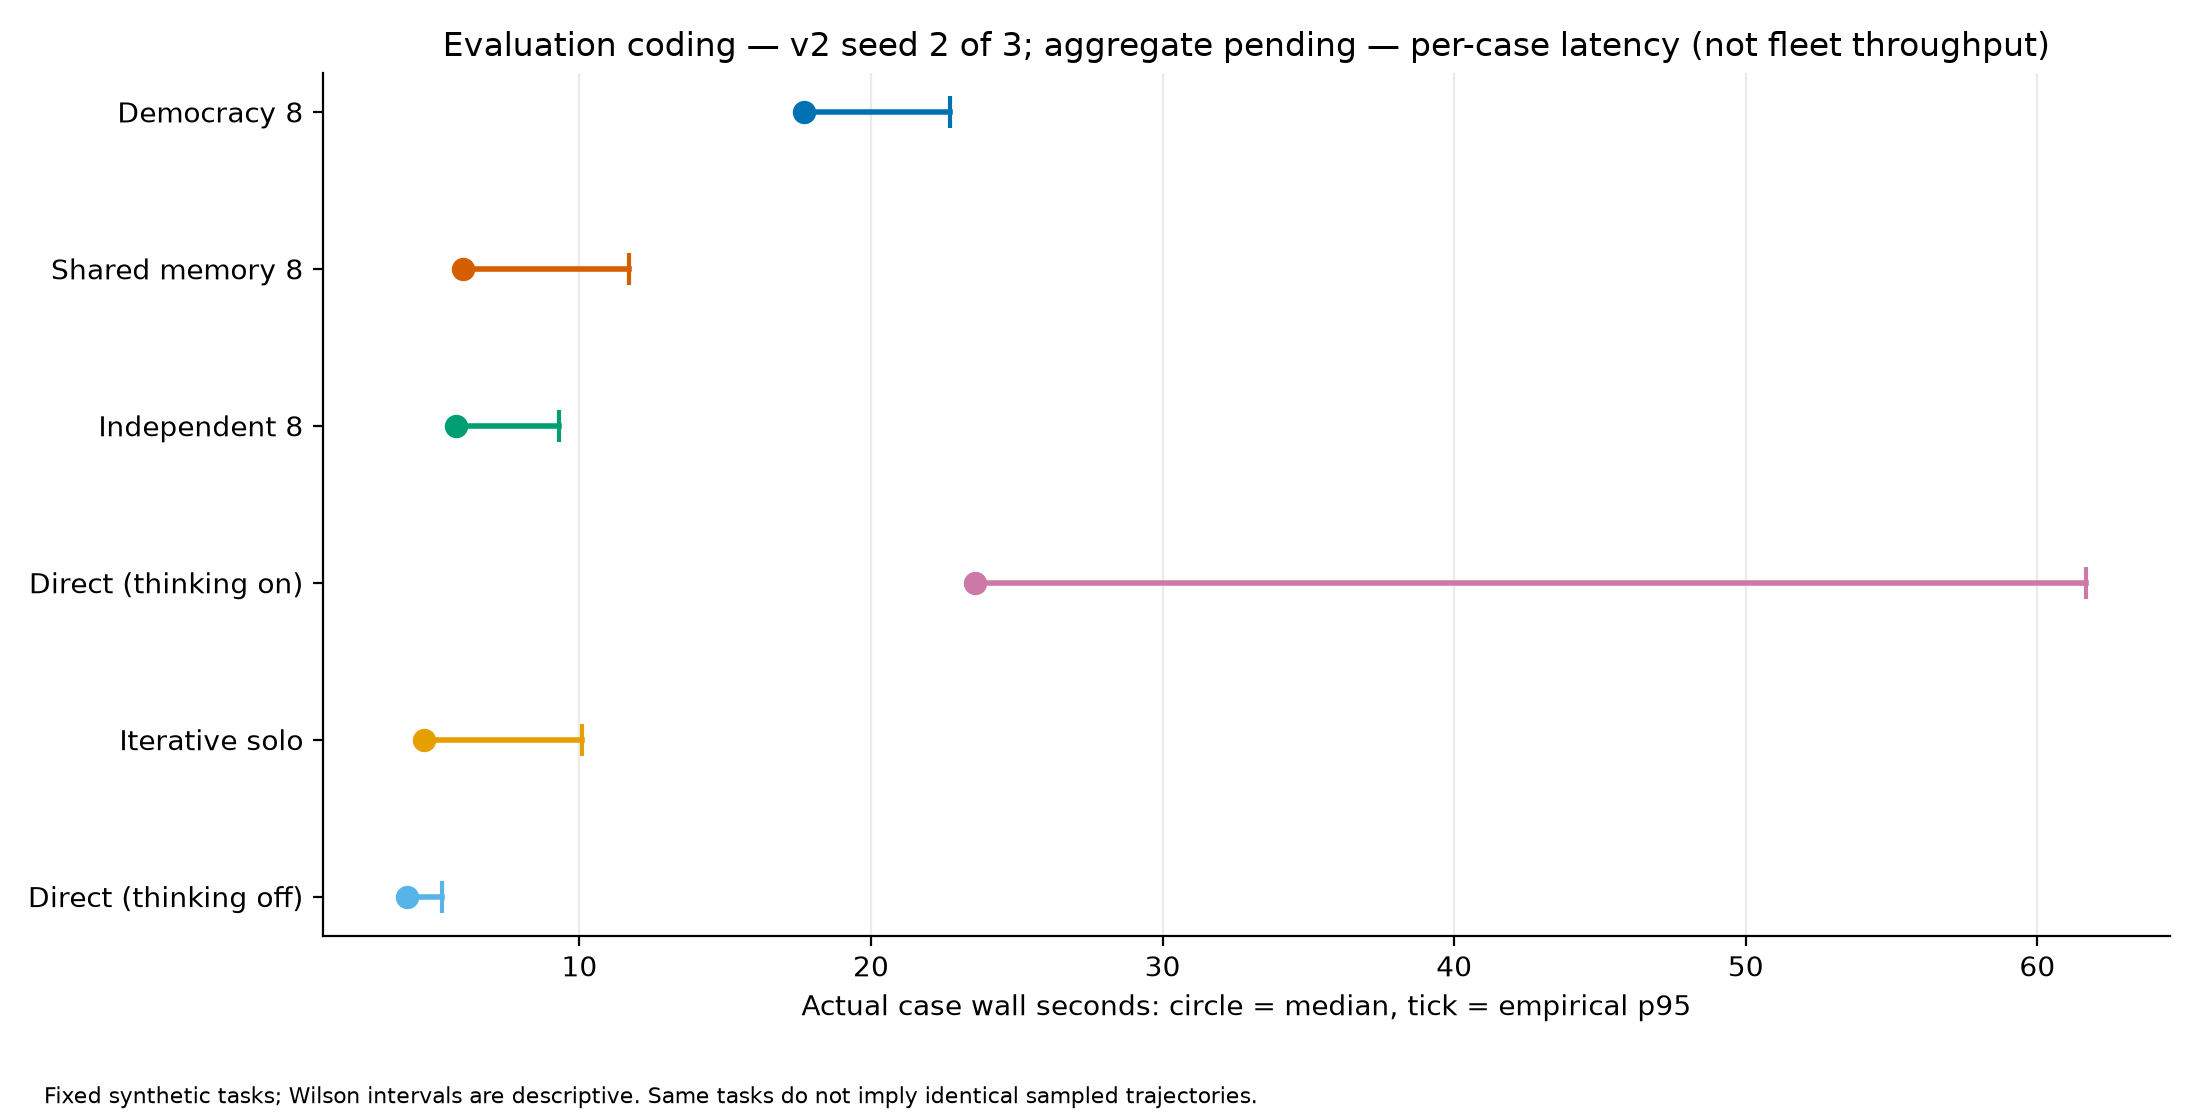 Evaluation coding — v2 seed 2 of 3; aggregate pending — per-case latency (not fleet throughput)
Democracy 8
Shared memory 8
Independent 8
Direct (thinking on)
Iterative solo
Direct (thinking off)
10 20 30 40 50 60
Actual case wall seconds: circle = median, tick = empirical p95
Fixed synthetic tasks; Wilson intervals are descriptive. Same tasks do not imply identical sampled trajectories.